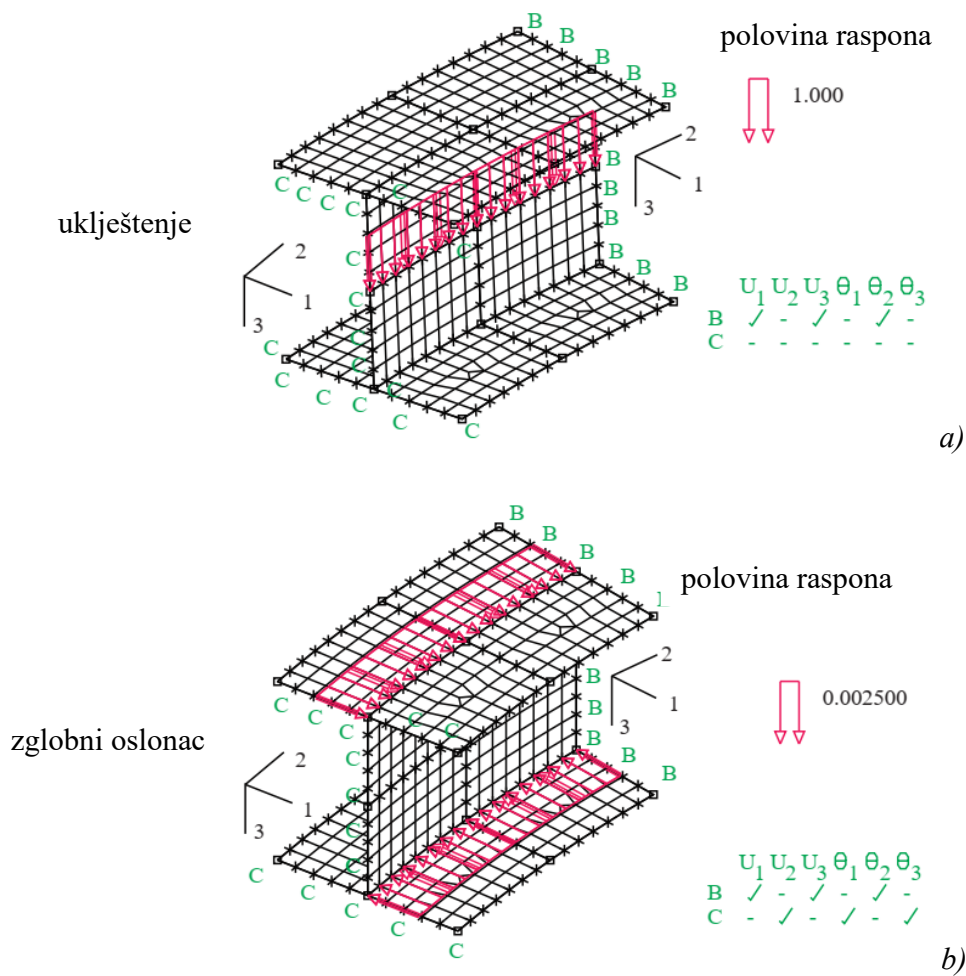 B
B
polovina raspona
B
B
B
B
1.000
2
B
1
C
C
B
3
C
C
C
B
uklještenje
C
C
B
2
B
B
B
1
C
U1 U2 U3 θ1 θ2 θ3
B ✓ - ✓ - ✓ -
3
C
C - - - - - -
C
C
C
C
C
C
C
C
a)
B
B
B
B
polovina raspona
2
C
B
1
C
B
3
0.002500
C
C
C
zglobni oslonac
B
B
2
B
B
C
1
3
C
C
C
U1 U2 U3 θ1 θ2 θ3
B ✓ - ✓ - ✓ -
C
C - ✓ - ✓ - ✓
C
C
C
b)